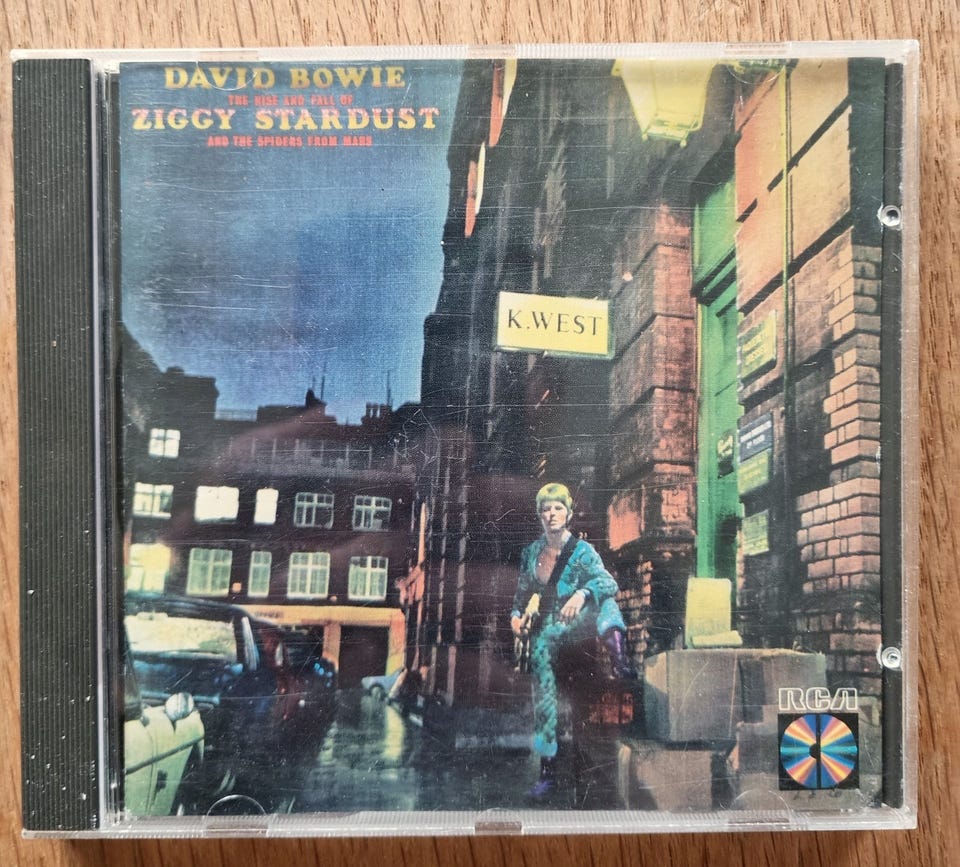 DAVID BOWIE
THE RISE AND FALL OF
ZIGGY STARDUST
AND THE SPIDERS FROM MARS
K.WEST
RCA